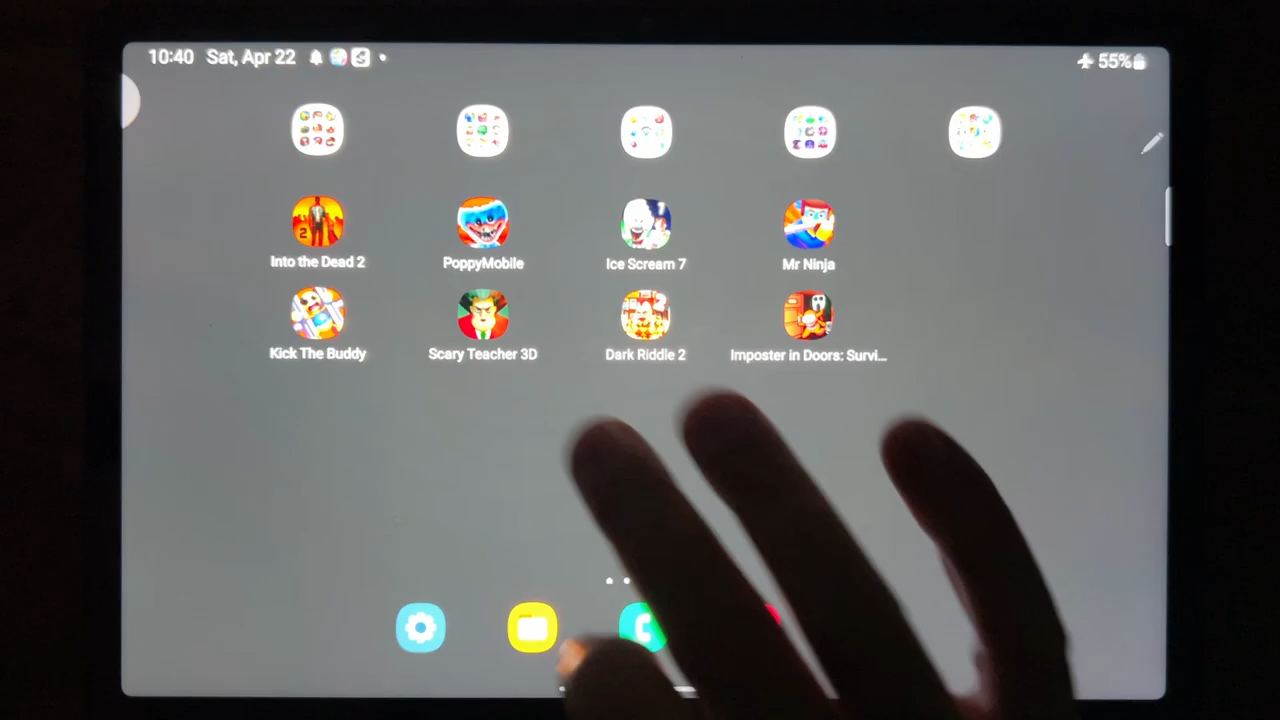 10:40 Sat, Apr 22
55%
Into the Dead 2
PoppyMobile
Ice Scream 7
Mr Ninja
Kick The Buddy
Scary Teacher 3D
Dark Riddle 2
Imposter in Doors: Survi...